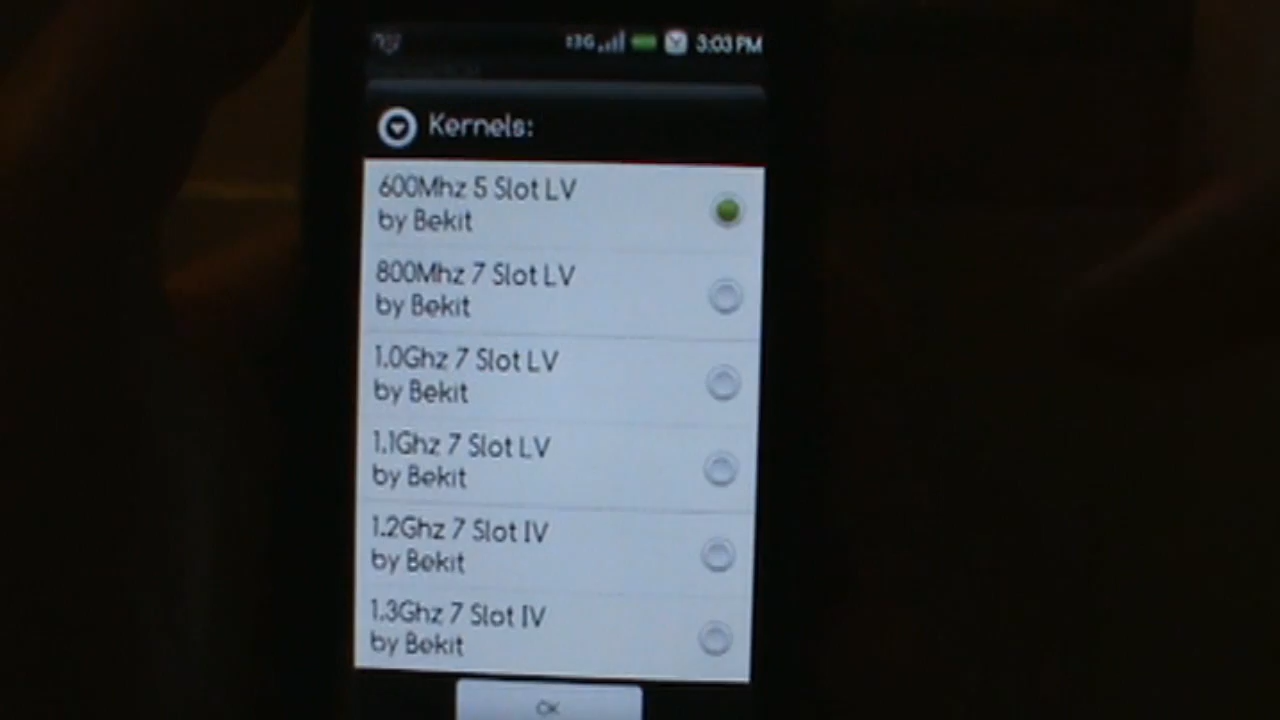 3G 3:03 PM
Kernels:
600Mhz 5 Slot LV
by Bekit
800Mhz 7 Slot LV
by Bekit
1.0Ghz 7 Slot LV
by Bekit
1.1Ghz 7 Slot LV
by Bekit
1.2Ghz 7 Slot IV
by Bekit
1.3Ghz 7 Slot IV
by Bekit
OK